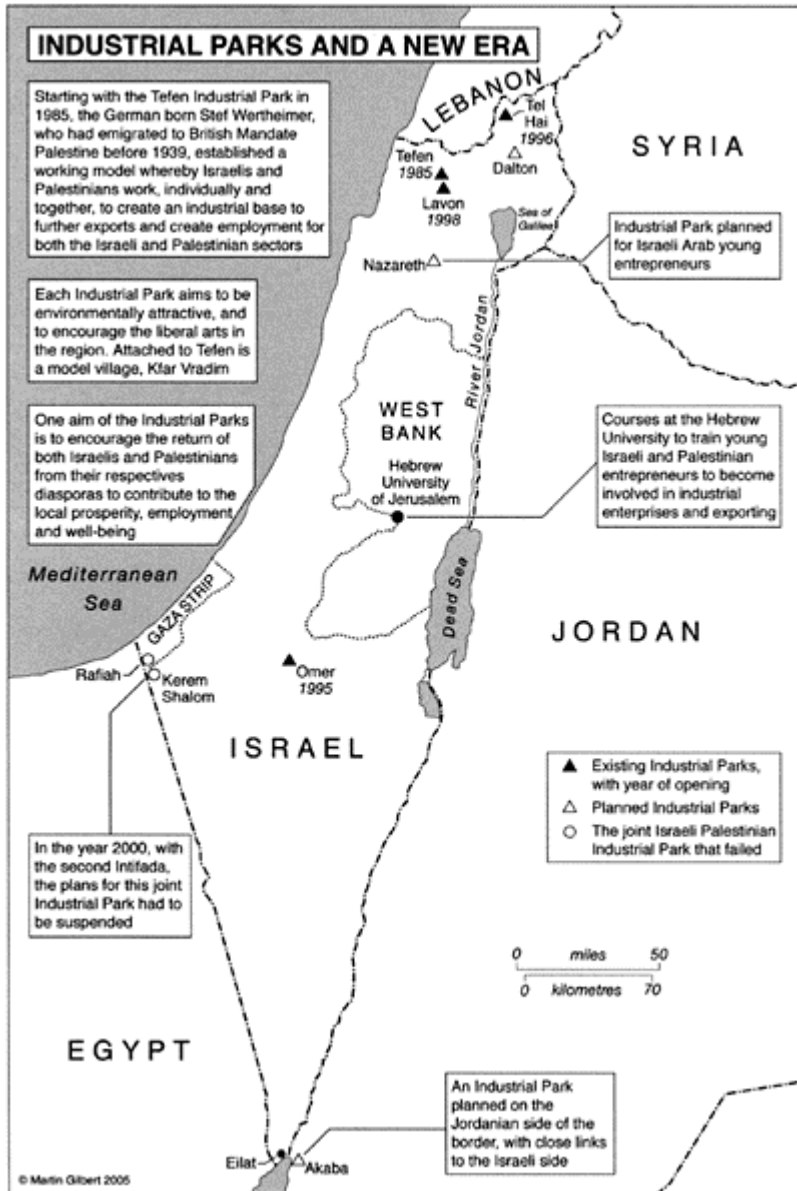 INDUSTRIAL PARKS AND A NEW ERA
Starting with the Tefen Industrial Park in
1985, the German born Stef Wertheimer,
who had emigrated to British Mandate
Palestine before 1939, established a
working model whereby Israelis and
Palestinians work, individually and
together, to create an industrial base to
further exports and create employment for
both the Israeli and Palestinian sectors
Each Industrial Park aims to be
environmentally attractive, and
to encourage the liberal arts in
the region. Attached to Tefen is
a model village, Kfar Vradim
One aim of the Industrial Parks
is to encourage the return of
both Israelis and Palestinians
from their respectives
diasporas to contribute to the
local prosperity, employment
and well-being
LEBANON
Tel
Hai
1996
SYRIA
Tefen
1985
Dalton
Lavon
1998
Sea of
Galilee
Industrial Park planned
for Israeli Arab young
entrepreneurs
Nazareth
River Jordan
WEST
BANK
Hebrew
University
of Jerusalem
Courses at the Hebrew
University to train young
Israeli and Palestinian
entrepreneurs to become
involved in industrial
enterprises and exporting
Mediterranean
Sea
GAZA STRIP
Dead Sea
JORDAN
Rafiah
Kerem
Shalom
Omer
1995
ISRAEL
Existing Industrial Parks,
with year of opening
Planned Industrial Parks
The joint Israeli Palestinian
Industrial Park that failed
In the year 2000, with
the second Intifada,
the plans for this joint
Industrial Park had to
be suspended
0 miles 50
0 kilometres 70
EGYPT
An Industrial Park
planned on the
Jordanian side of the
border, with close links
to the Israeli side
Eilat
Akaba
© Martin Gilbert 2005